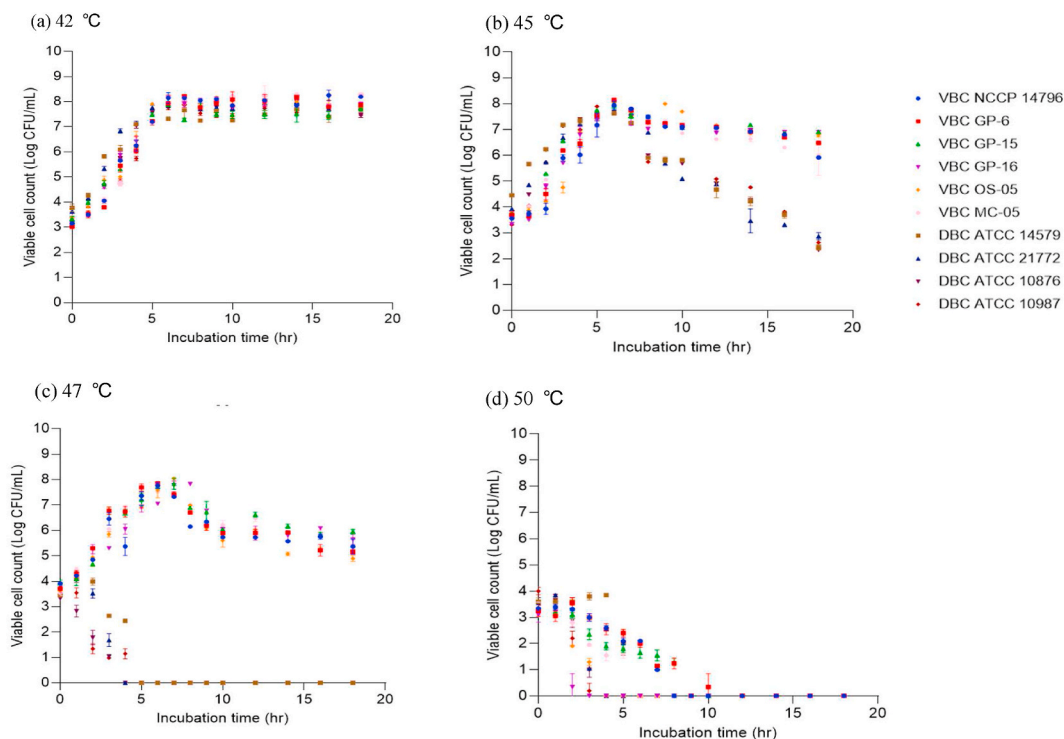 (a) 42 ℃
(b) 45 ℃
10
9
8
7
6
5
4
3
2
1
0
Viable cell count (Log CFU/mL)
0
5
10
15
20
Incubation time (hr)
10
9
8
7
6
5
4
3
2
1
0
Viable cell count (Log CFU/mL)
0
5
10
15
20
Incubation time (hr)
VBC NCCP 14796
VBC GP-6
VBC GP-15
VBC GP-16
VBC OS-05
VBC MC-05
DBC ATCC 14579
DBC ATCC 21772
DBC ATCC 10876
DBC ATCC 10987
(c) 47 ℃
(d) 50 ℃
10
9
8
7
6
5
4
3
2
1
0
Viable cell count (Log CFU/mL)
0
5
10
15
20
Incubation time (hr)
10
9
8
7
6
5
4
3
2
1
0
Viable cell count (Log CFU/mL)
0
5
10
15
20
Incubation time (hr)